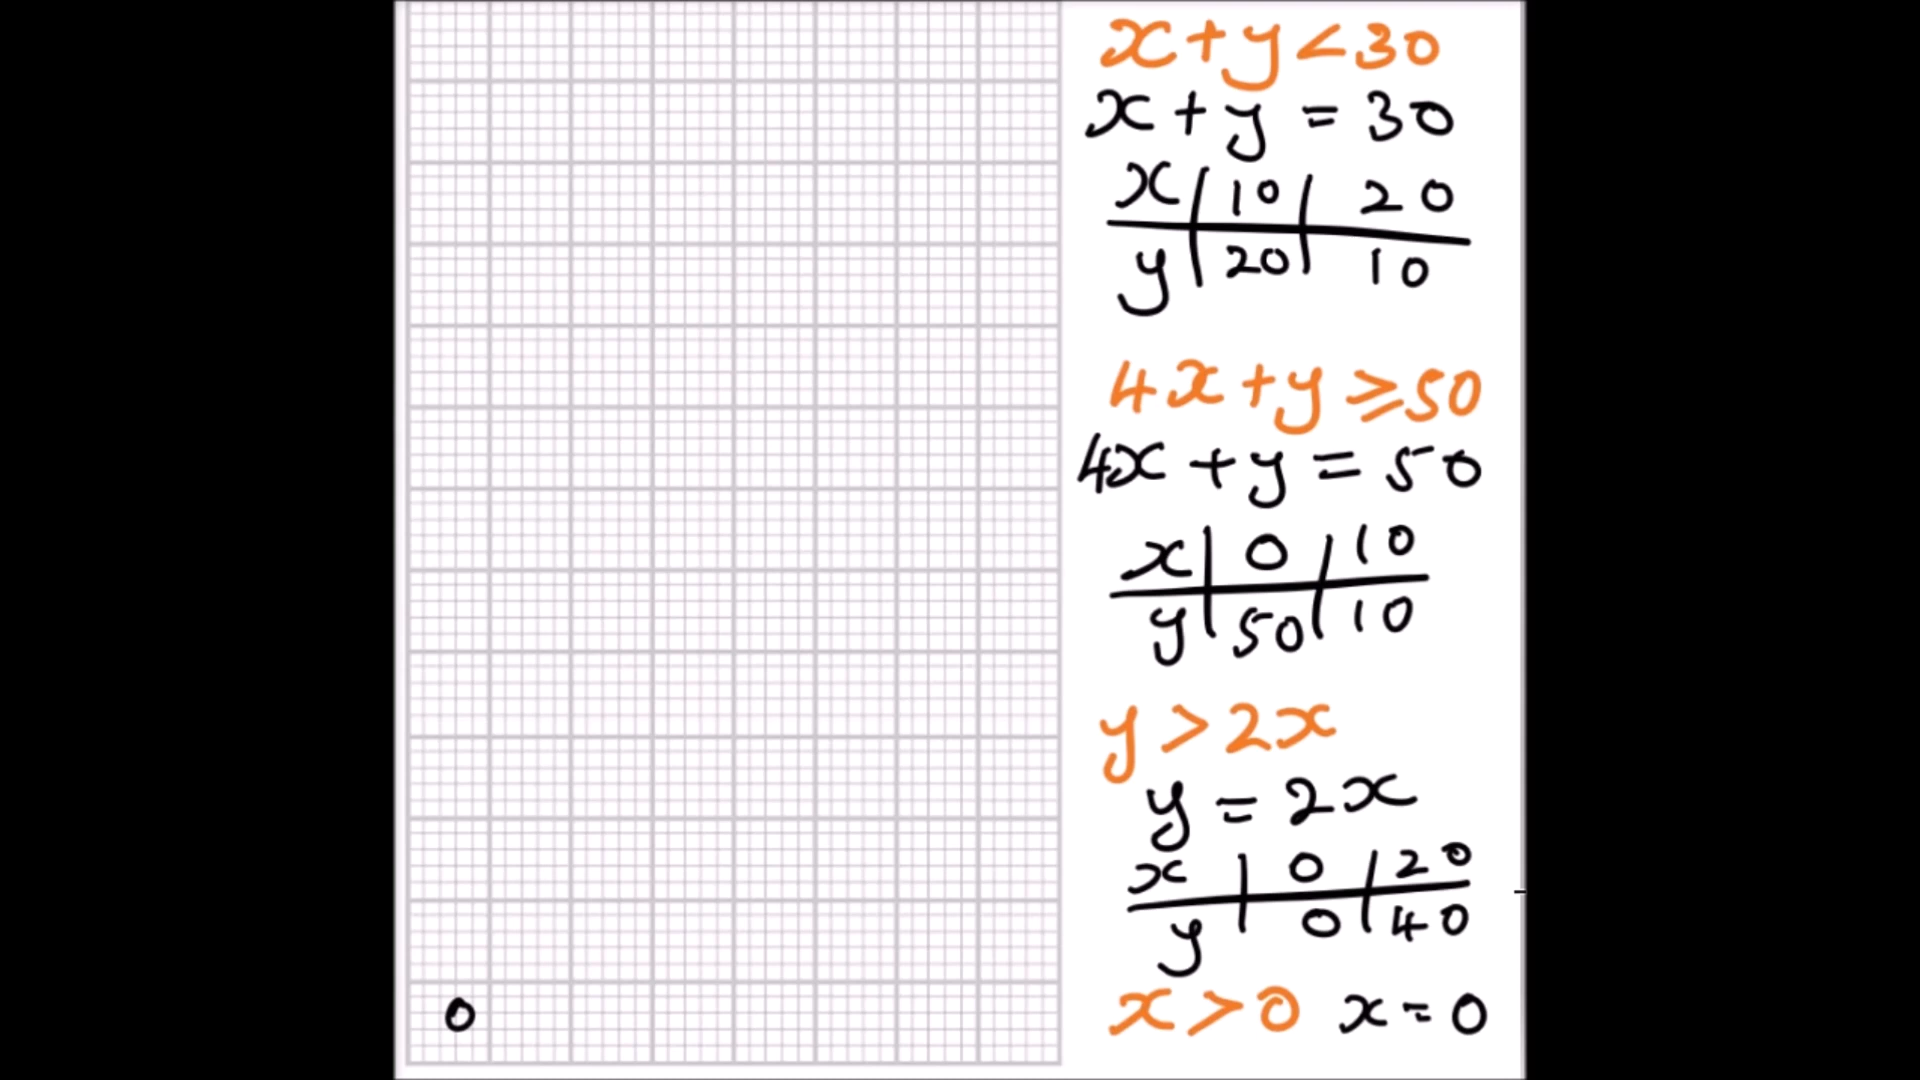 x + y < 30
x + y = 30
x | 10 | 20
y | 20 | 10
4x + y ≥ 50
4x + y = 50
x | 0 | 10
y | 50 | 10
y > 2x
y = 2x
x | 0 | 20
y | 0 | 40
x > 0 x = 0
0